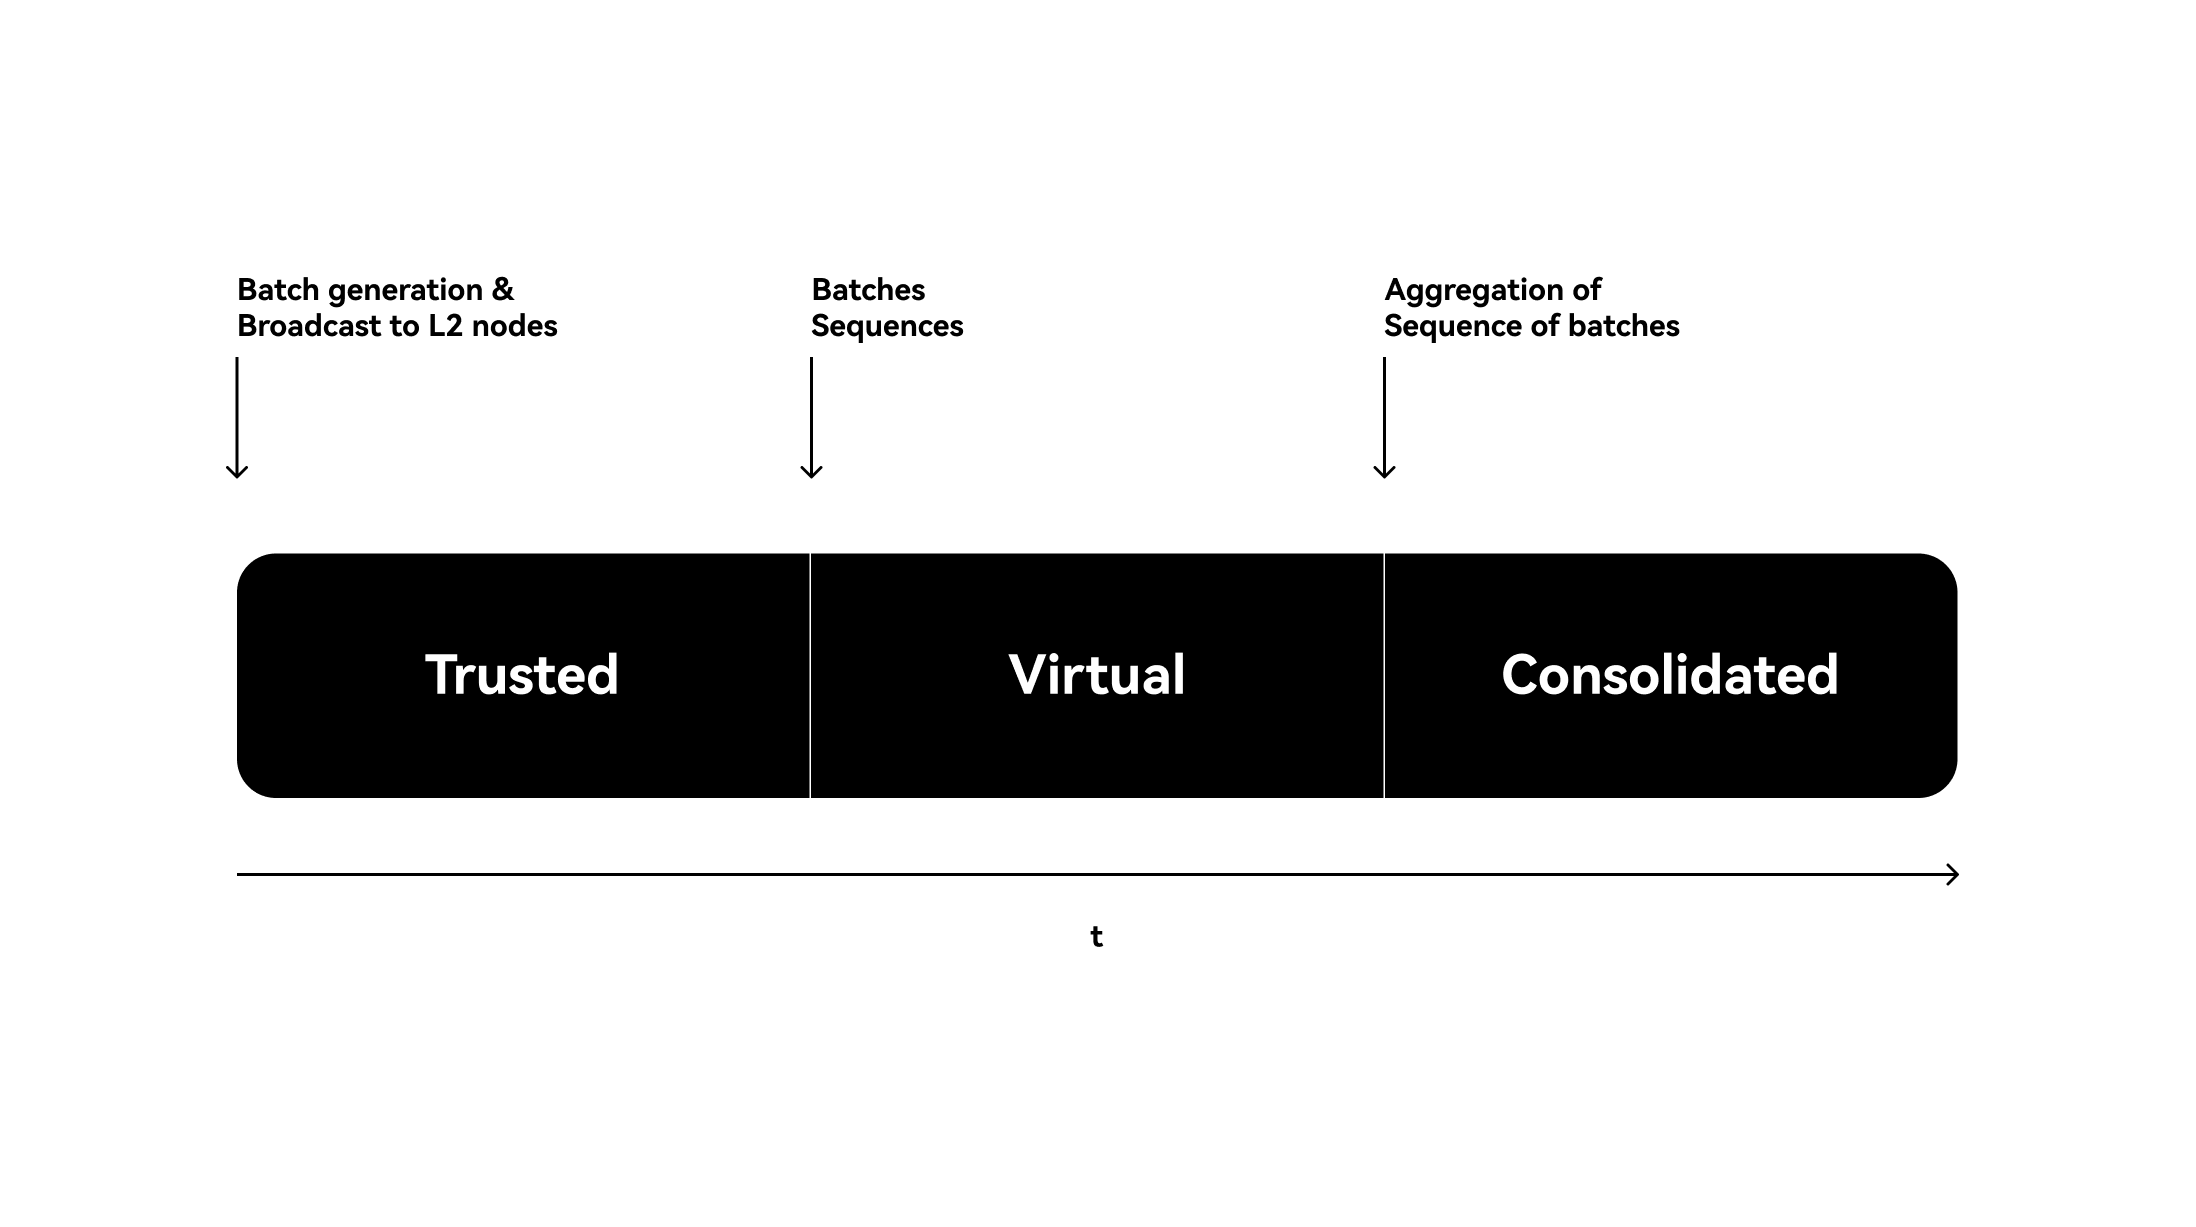 Batch generation &
Broadcast to L2 nodes
Batches
Sequences
Aggregation of
Sequence of batches
Trusted
Virtual
Consolidated
t